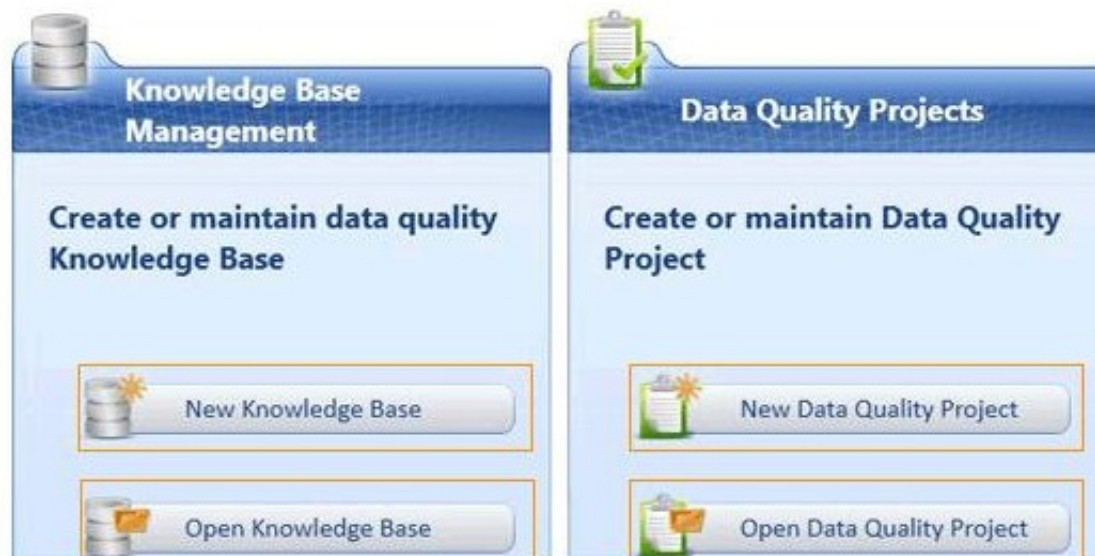 Knowledge Base
Management
Create or maintain data quality
Knowledge Base
New Knowledge Base
Open Knowledge Base
Data Quality Projects
Create or maintain Data Quality
Project
New Data Quality Project
Open Data Quality Project